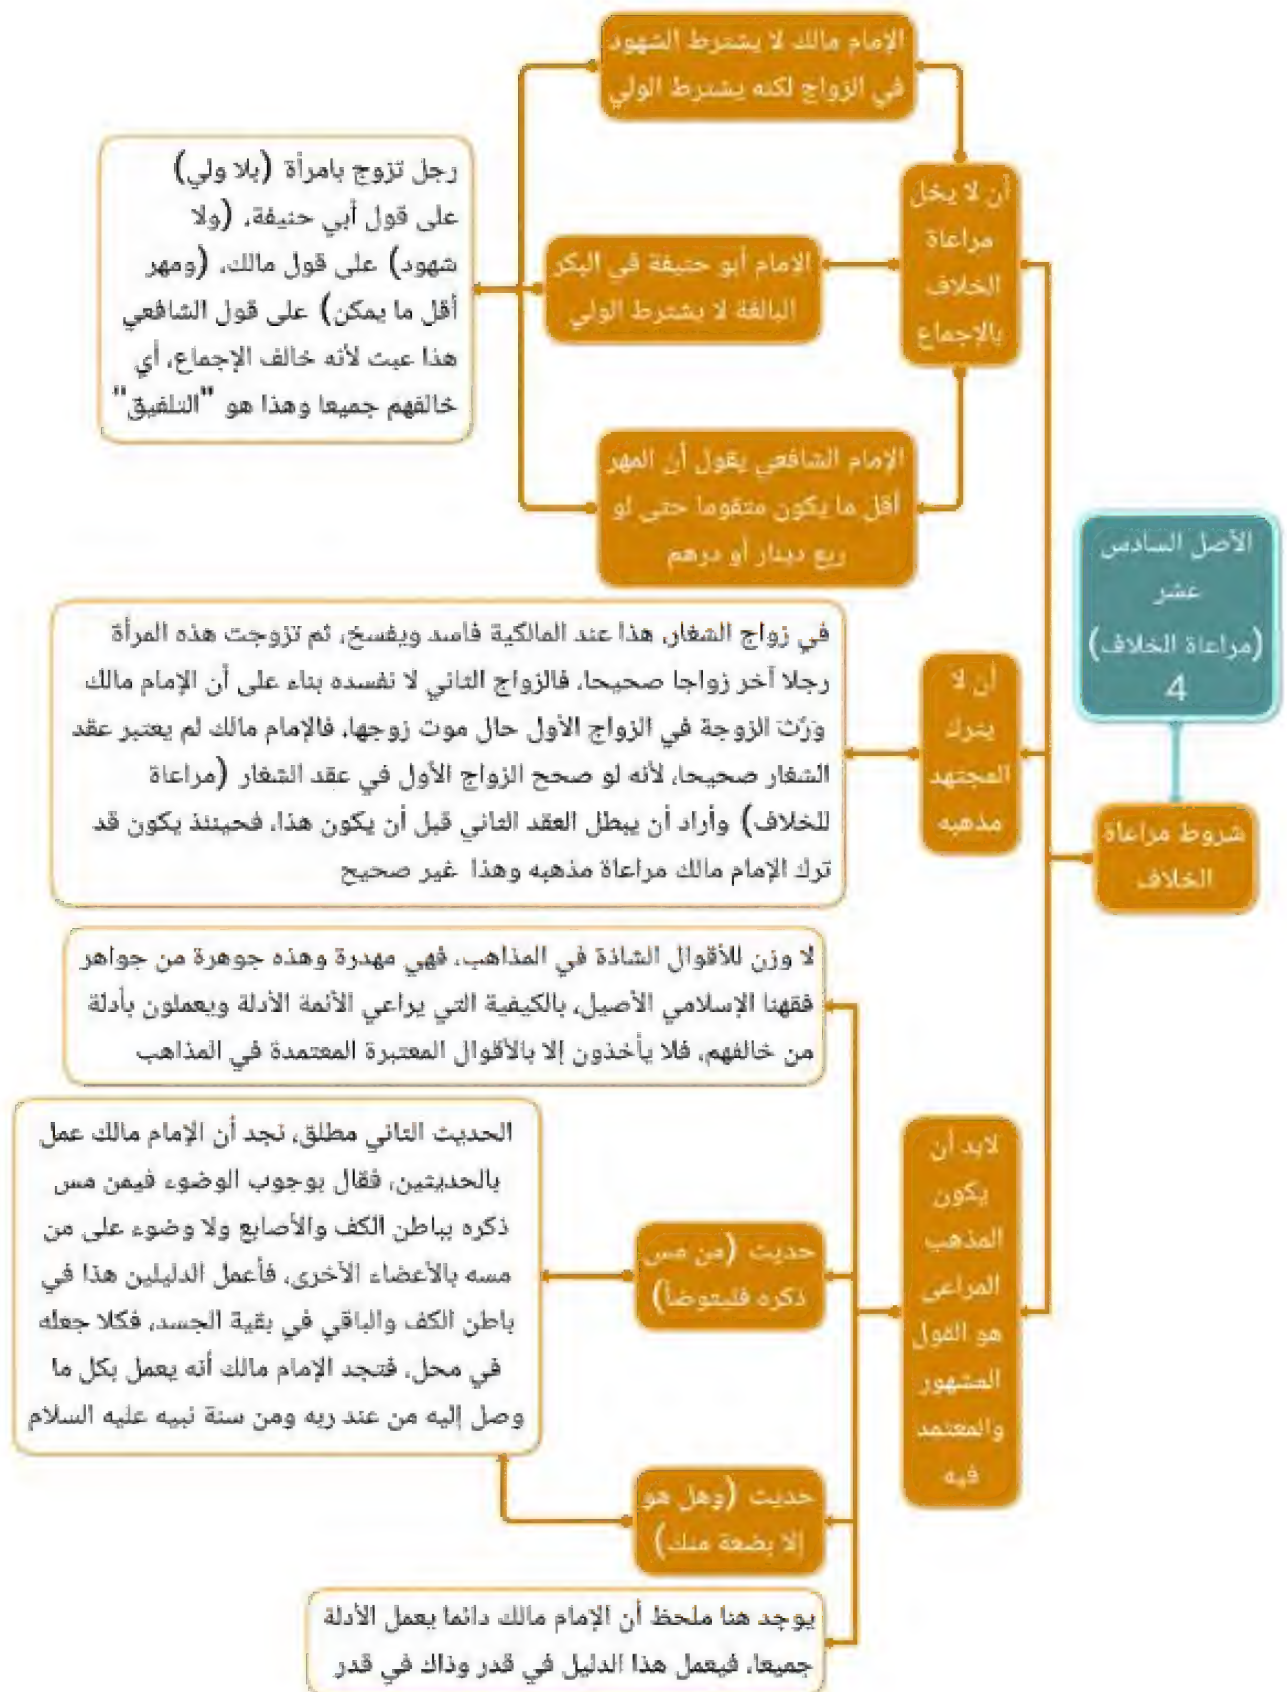 الأصل السادس
عشر
(مراعاة الخلاف)
4
شروط مراعاة
الخلاف
أن لا يخل
مراعاة
الخلاف
بالإجماع
الإمام مالك لا يشترط الشهود
في الزواج لكنه يشترط الولي
الإمام أبو حنيفة في البكر
البالغة لا يشترط الولي
الإمام الشافعي يقول أن المهر
أقل ما يكون متقوما حتى لو
ربع دينار أو درهم
رجل تزوج بامرأة (بلا ولي)
على قول أبي حنيفة، (ولا
شهود) على قول مالك، (ومهر
أقل ما يمكن) على قول الشافعي
هذا عبث لأنه خالف الإجماع، أي
خالفهم جميعا وهذا هو "التلفيق"
أن لا
يترك
المجتهد
مذهبه
في زواج الشغار، هذا عند المالكية فاسد ويفسخ، ثم تزوجت هذه المرأة
رجلا آخر زواجا صحيحا، فالزواج الثاني لا نفسده بناء على أن الإمام مالك
ورّث الزوجة في الزواج الأول حال موت زوجها، فالإمام مالك لم يعتبر عقد
الشغار صحيحا، لأنه لو صحح الزواج الأول في عقد الشغار (مراعاة
للخلاف) وأراد أن يبطل العقد الثاني قبل أن يكون هذا، فحينئذ يكون قد
ترك الإمام مالك مراعاة مذهبه وهذا غير صحيح
لابد أن
يكون
المذهب
المراعى
هو القول
المشهور
والمعتمد
فيه
لا وزن للأقوال الشاذة في المذاهب، فهي مهدرة وهذه جوهرة من جواهر
فقهنا الإسلامي الأصيل، بالكيفية التي يراعي الأئمة الأدلة ويعملون بأدلة
من خالفهم، فلا يأخذون إلا بالأقوال المعتبرة المعتمدة في المذاهب
حديث (من مس
ذكره فليتوضأ)
حديث (وهل هو
إلا بضعة منك)
الحديث الثاني مطلق، نجد أن الإمام مالك عمل
بالحديثين، فقال بوجوب الوضوء فيمن مس
ذكره بباطن الكف والأصابع ولا وضوء على من
مسه بالأعضاء الأخرى، فأعمل الدليلين هذا في
باطن الكف والباقي في بقية الجسد، فكلا جعله
في محل، فتجد الإمام مالك أنه يعمل بكل ما
وصل إليه من عند ربه ومن سنة نبيه عليه السلام
يوجد هنا ملحظ أن الإمام مالك دائما يعمل الأدلة
جميعا، فيعمل هذا الدليل في قدر وذاك في قدر